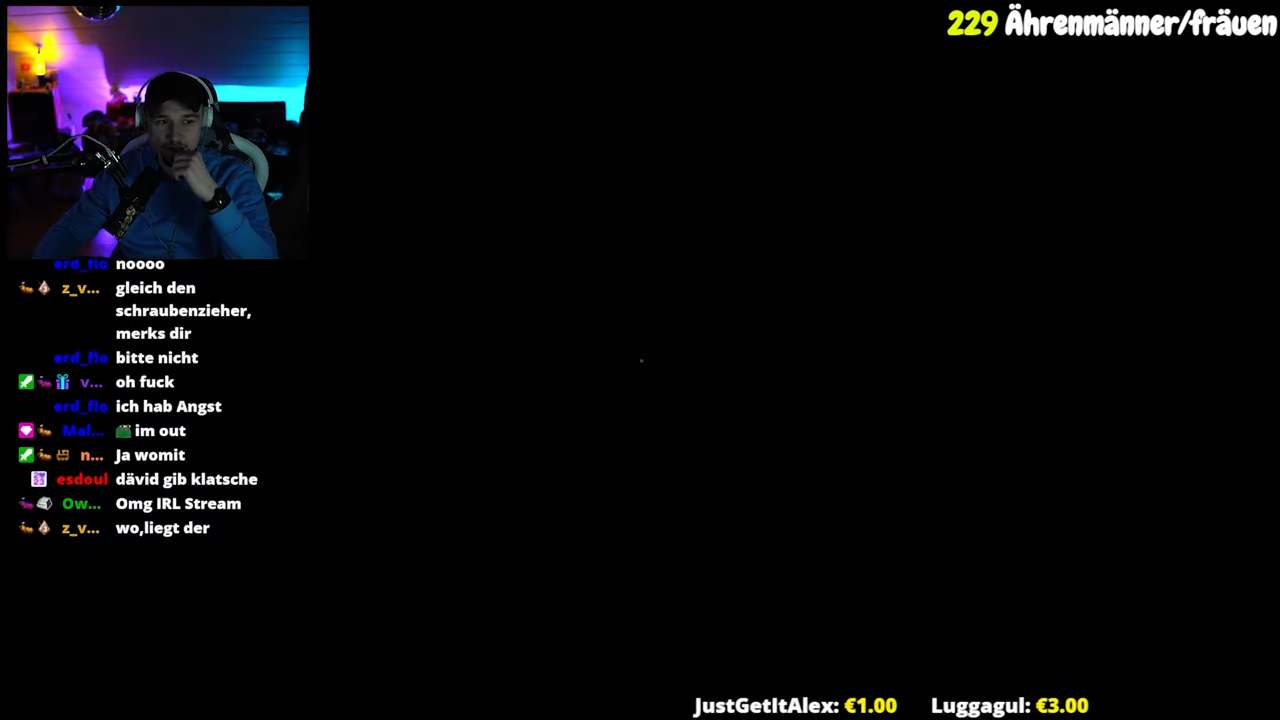 229 Ährenmänner/fräuen
erd_flo noooo
z_v... gleich den
schraubenzieher,
merks dir
erd_flo bitte nicht
v... oh fuck
erd_flo ich hab Angst
Mal... im out
n... Ja womit
esdoul dävid gib klatsche
Ow... Omg IRL Stream
z_v... wo,liegt der
JustGetItAlex: €1.00 Luggagul: €3.00